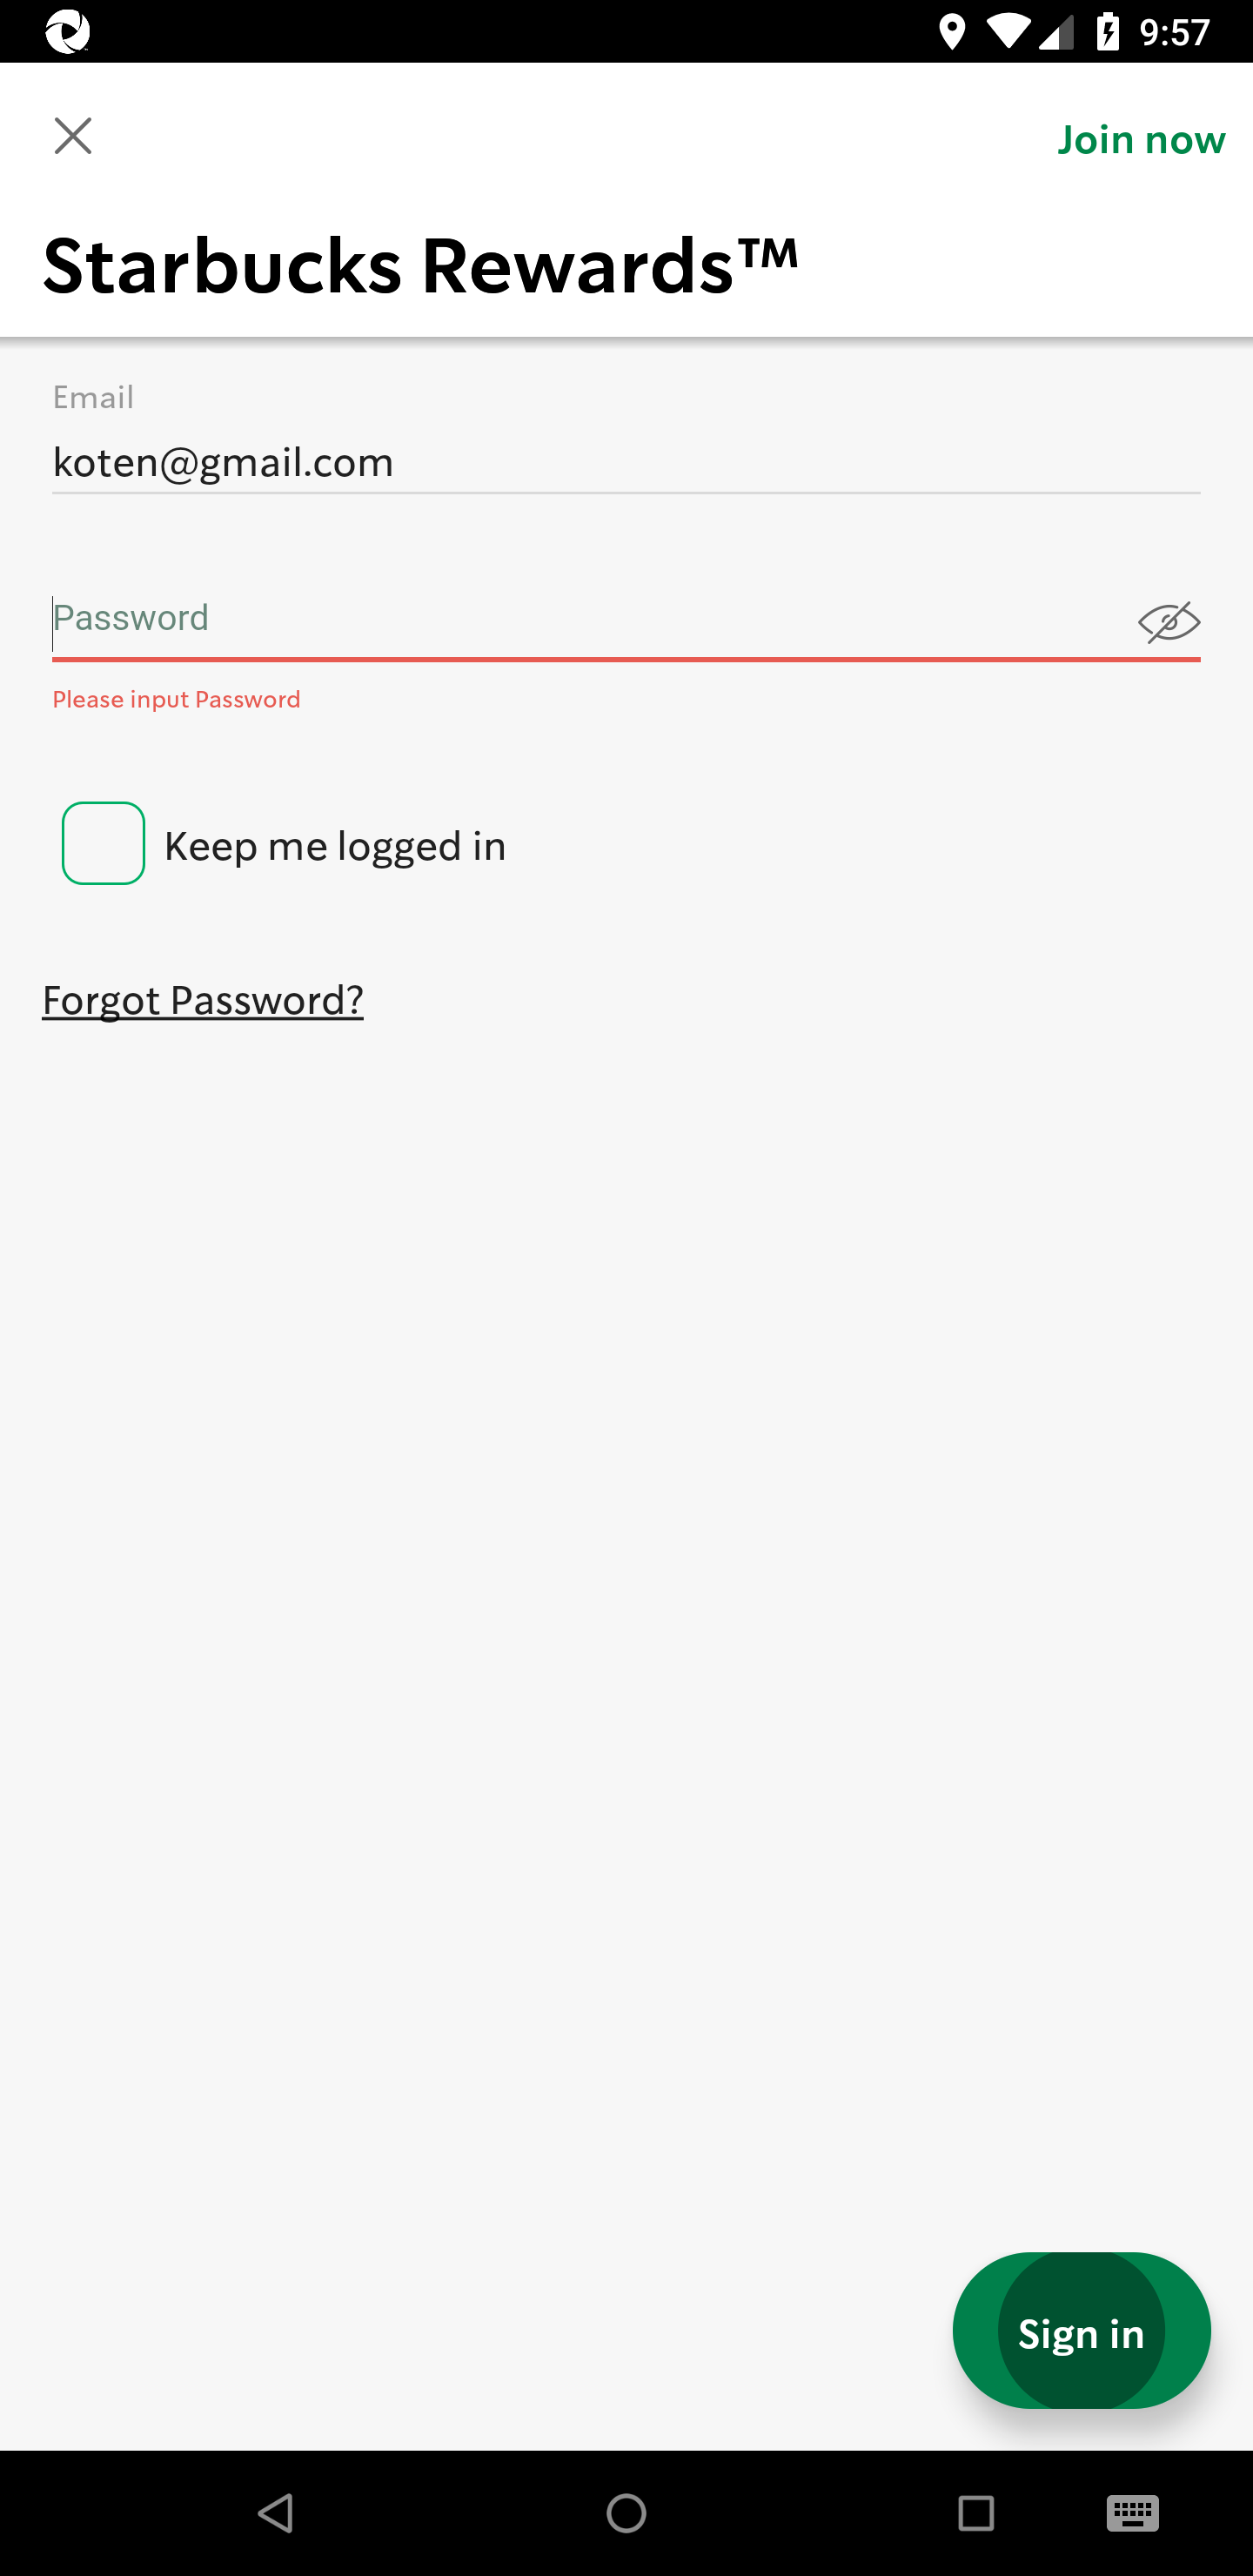 9:57
Join now
Starbucks Rewards™
Email
koten@gmail.com
Password
Please input Password
Keep me logged in
Forgot Password?
Sign in